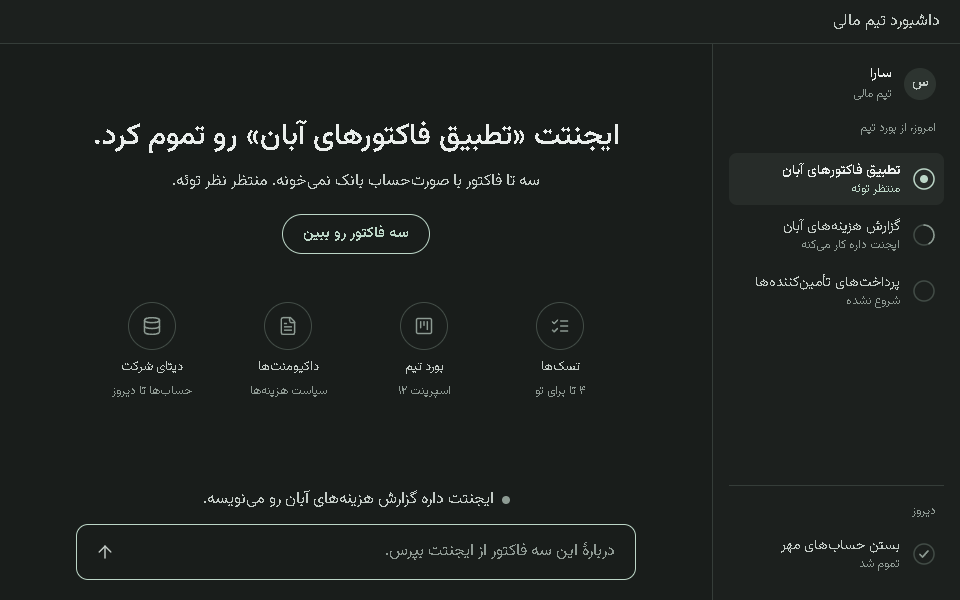 داشبورد تیم مالی
س
سارا
تیم مالی
امروز، از بورد تیم
تطبیق فاکتورهای آبان
منتظر توئه
گزارش هزینه‌های آبان
ایجنت داره کار می‌کنه
پرداخت‌های تأمین‌کننده‌ها
شروع نشده
دیروز
بستن حساب‌های مهر
تموم شد
ایجنتت «تطبیق فاکتورهای آبان» رو تموم کرد.
سه تا فاکتور با صورت‌حساب بانک نمی‌خونه. منتظر نظر توئه.
سه فاکتور رو ببین
تسک‌ها
۴ تا برای تو
بورد تیم
اسپرینت ۱۲
داکیومنت‌ها
سیاست هزینه‌ها
دیتای شرکت
حساب‌ها تا دیروز
ایجنتت داره گزارش هزینه‌های آبان رو می‌نویسه.
دربارهٔ این سه فاکتور از ایجنتت بپرس.